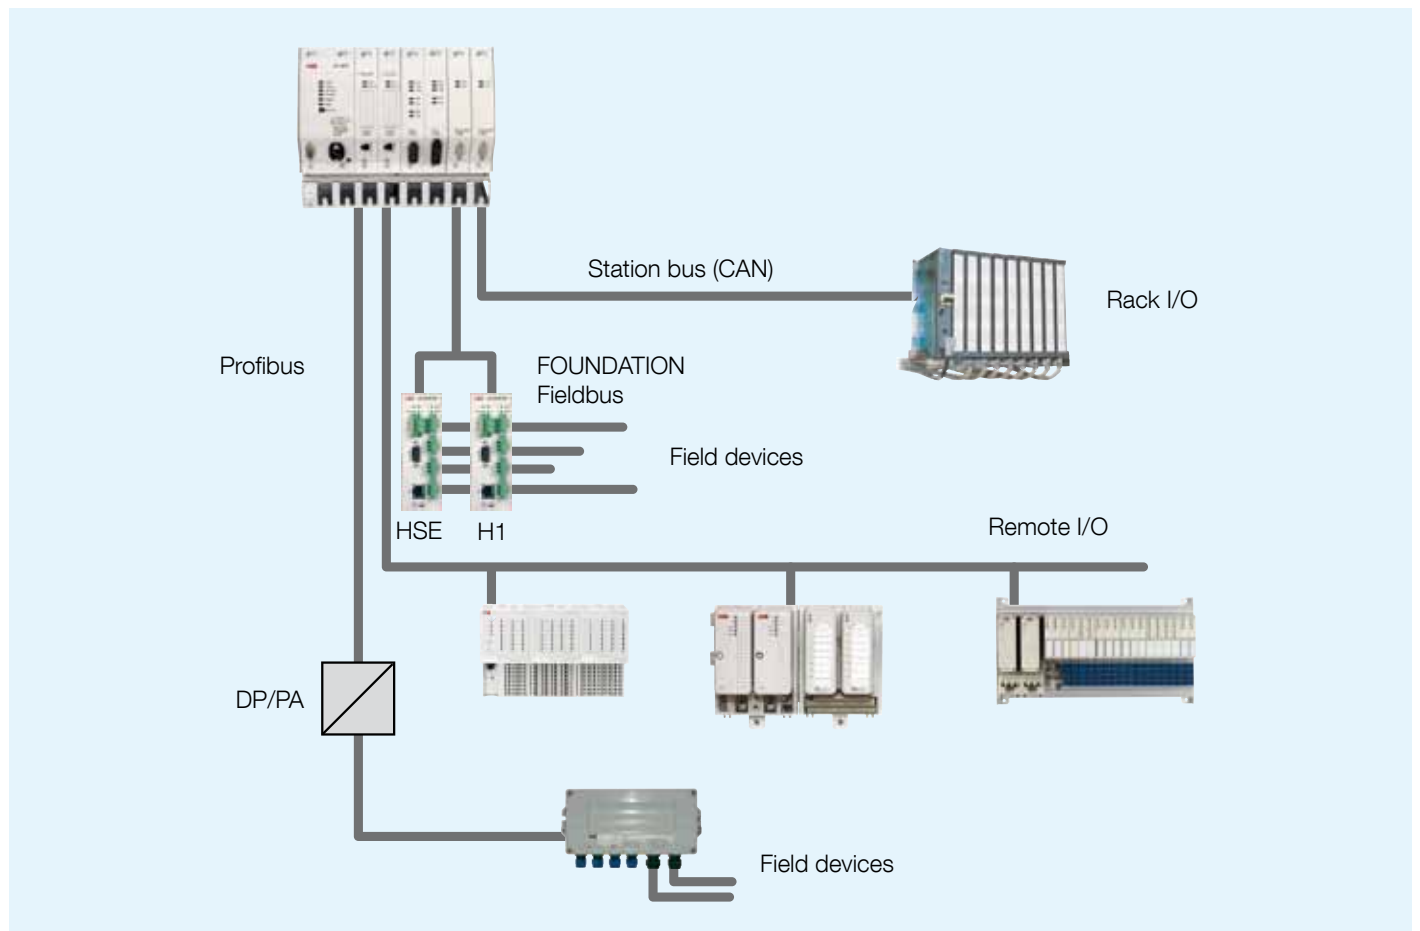 Station bus (CAN)
Rack I/O
Profibus
FOUNDATION
Fieldbus
Field devices
HSE
H1
Remote I/O
DP/PA
Field devices